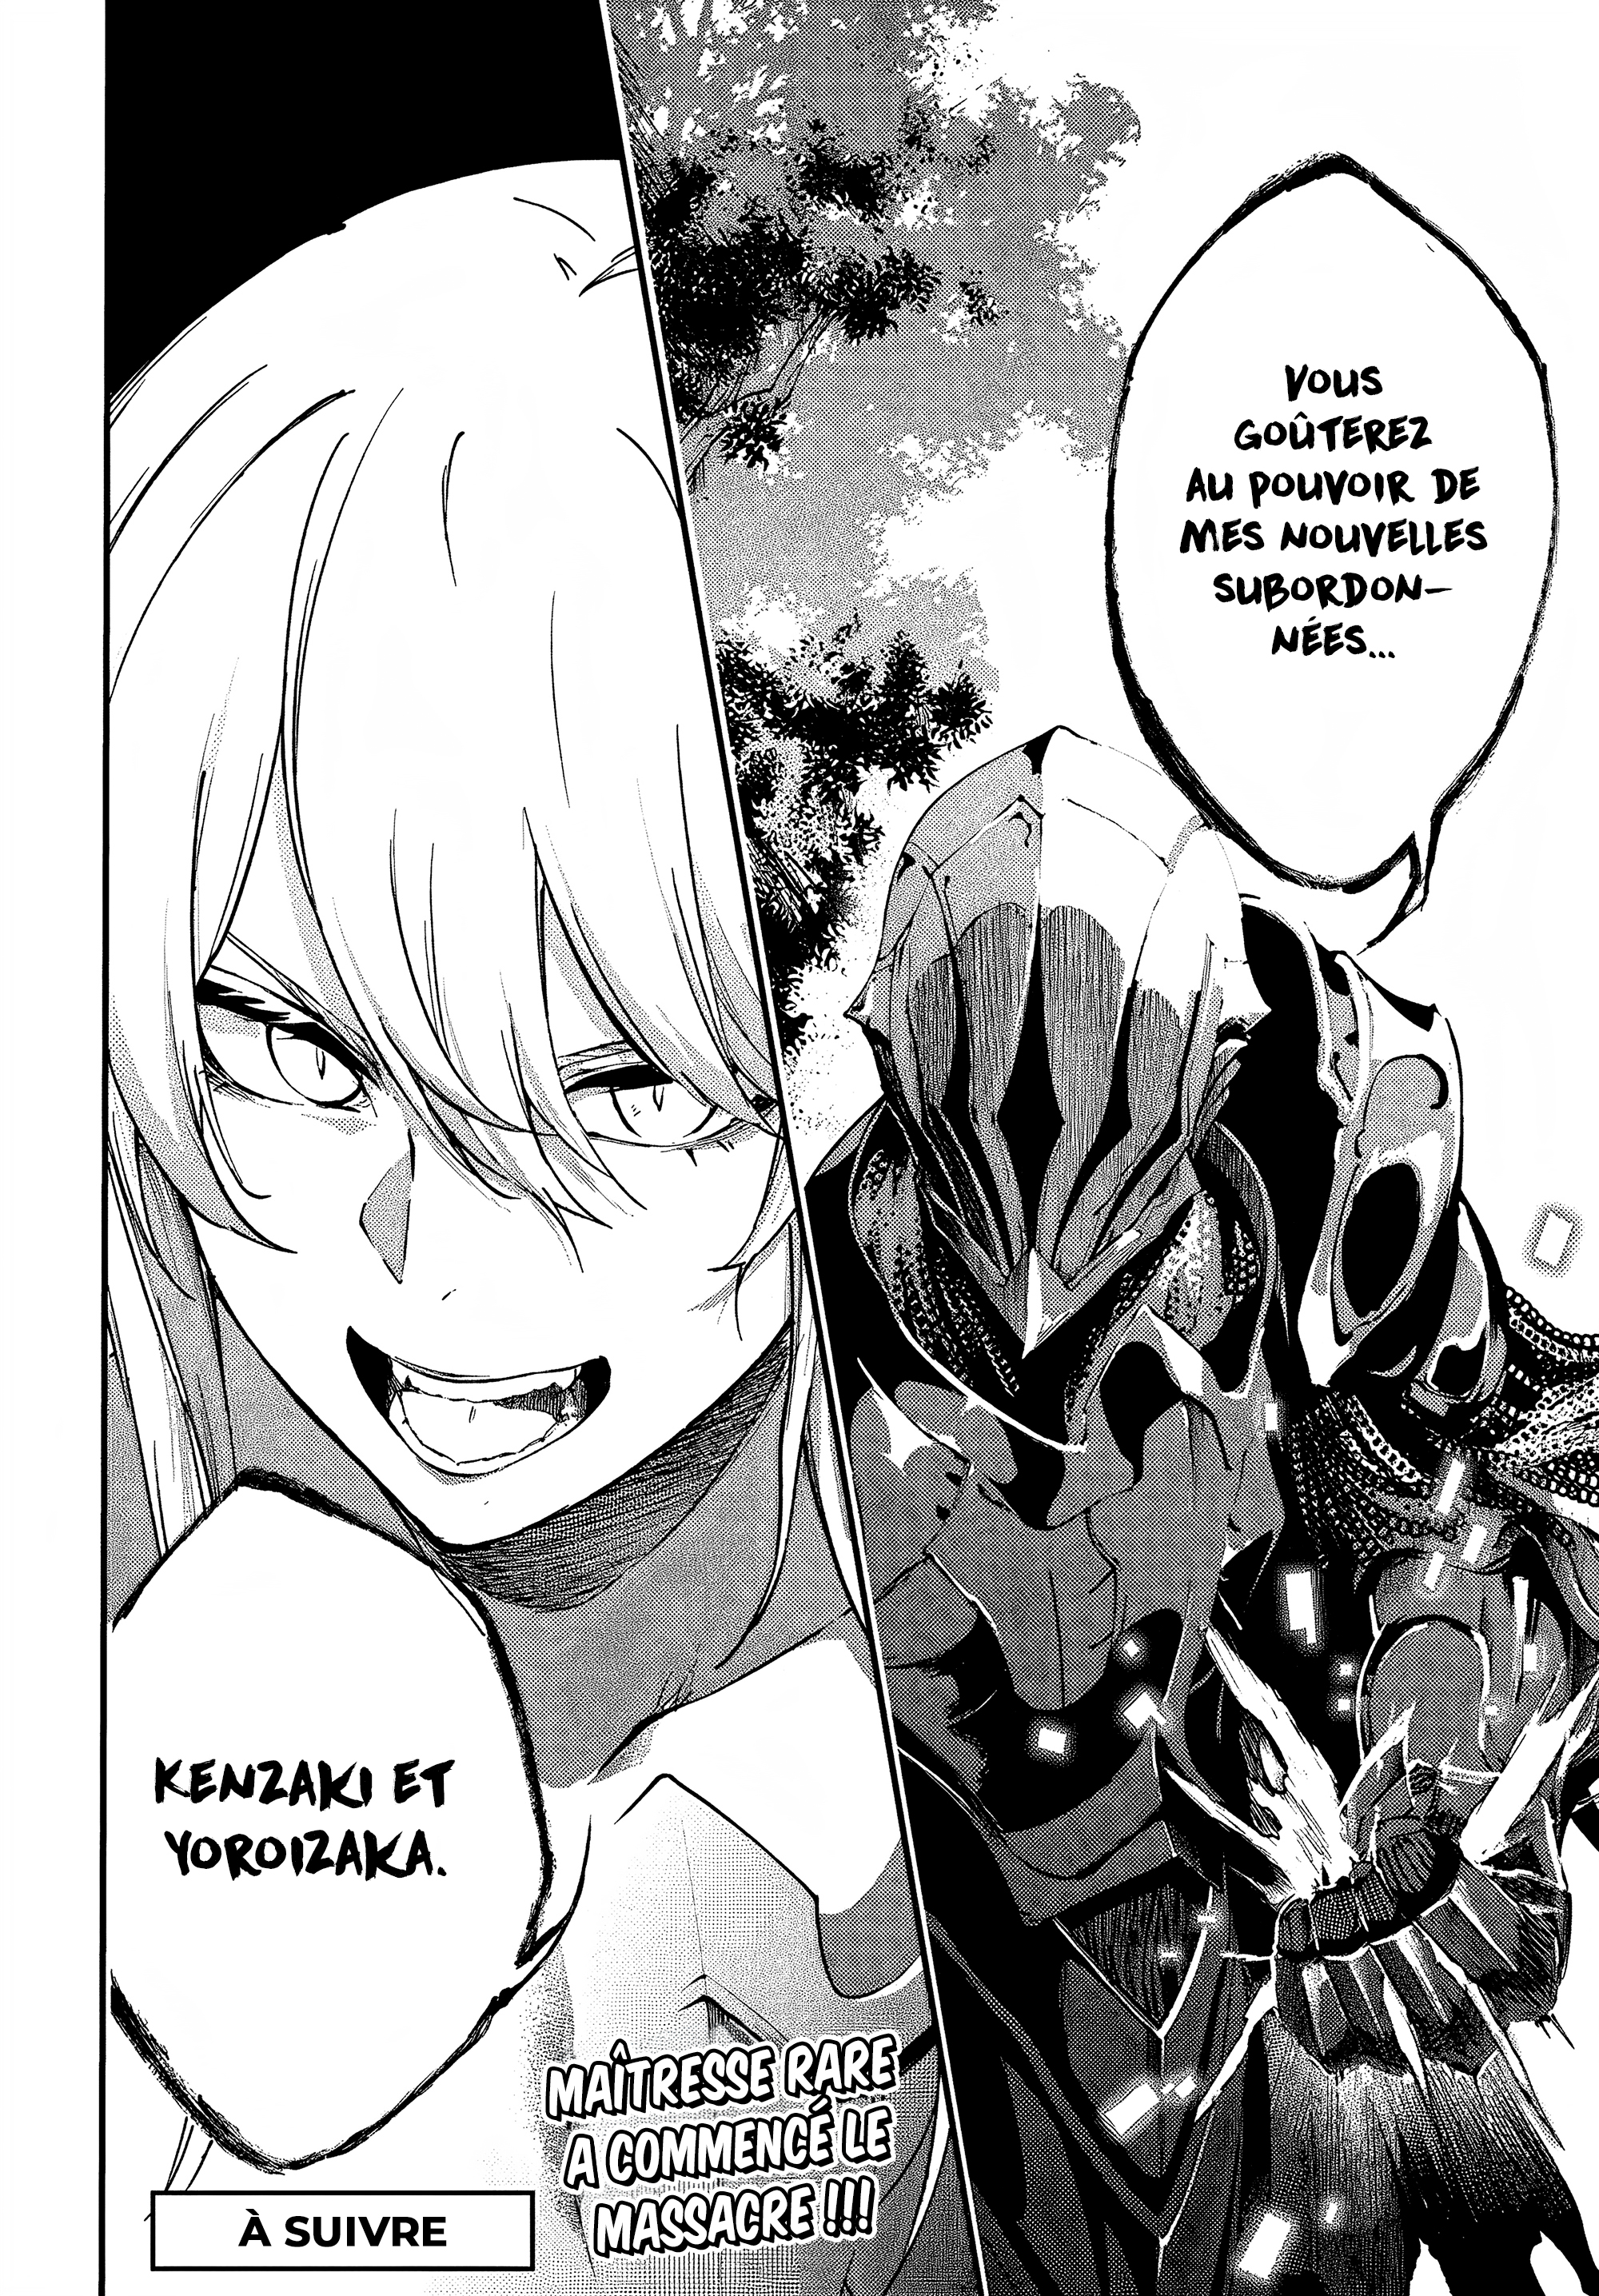 VOUS
GOÛTEREZ
AU POUVOIR DE
MES NOUVELLES
SUBORDON-
NÉES...
KENZAKI ET
YOROIZAKA.
MAÎTRESSE RARE
A COMMENCÉ LE
MASSACRE !!!
À SUIVRE